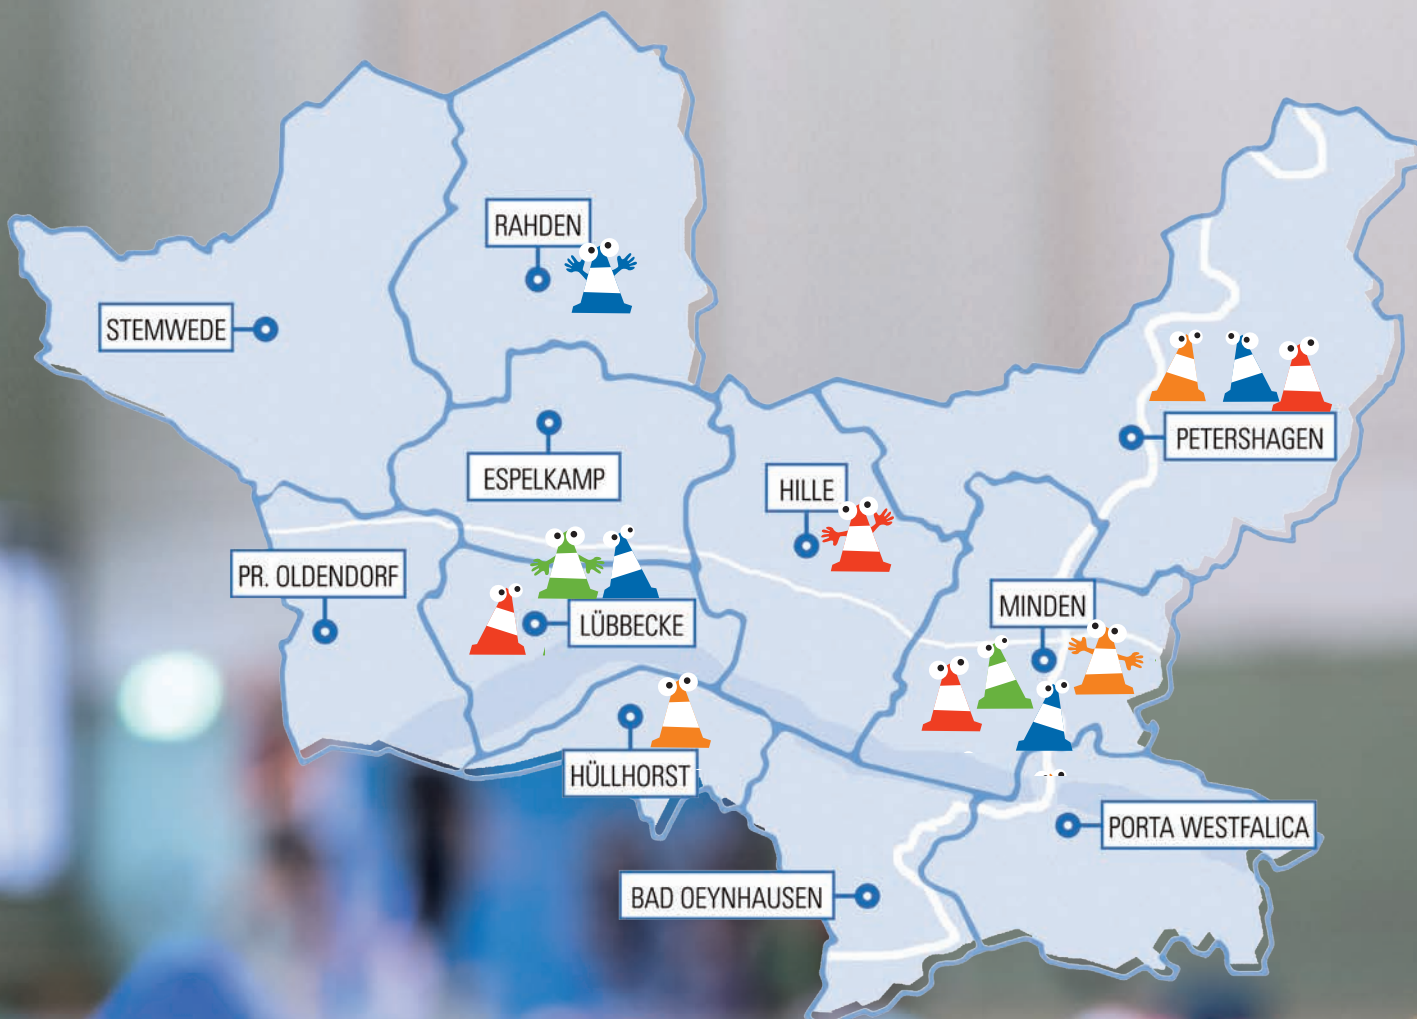 RAHDEN
STEMWEDE
PETERSHAGEN
ESPELKAMP
HILLE
PR. OLDENDORF
MINDEN
LÜBBECKE
HÜLLHORST
PORTA WESTFALICA
BAD OEYNHAUSEN